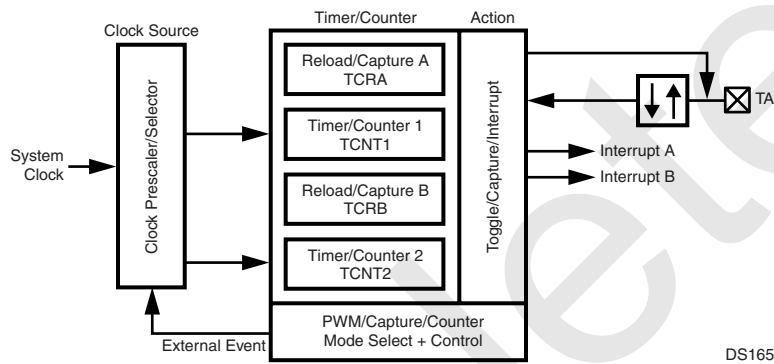 Timer/Counter
Action
Clock Source
Reload/Capture A
TCRA
Timer/Counter 1
TCNT1
Reload/Capture B
TCRB
Timer/Counter 2
TCNT2
Clock Prescaler/Selector
System
Clock
Toggle/Capture/Interrupt
TA
Interrupt A
Interrupt B
PWM/Capture/Counter
Mode Select + Control
External Event
DS165
lete